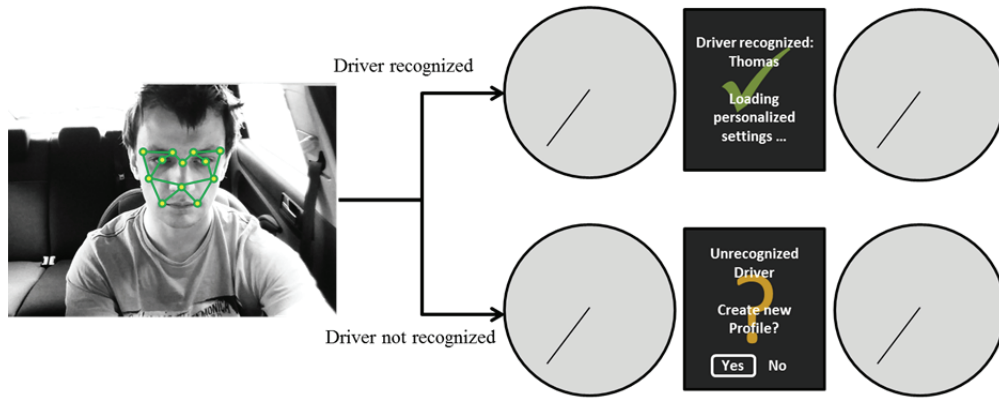 Driver recognized
Driver recognized:
Thomas
Loading
personalized
settings ...
Driver not recognized
Unrecognized
Driver
Create new
Profile?
Yes No